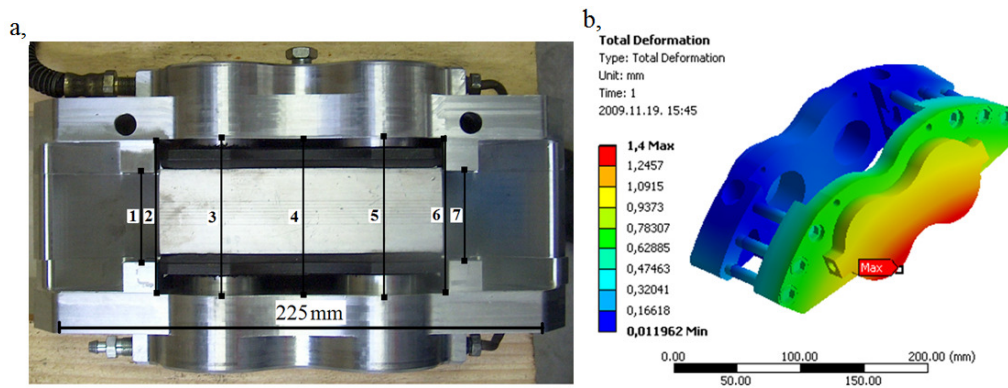 a,
1 2 3 4 5 6 7
225 mm
b,
Total Deformation
Type: Total Deformation
Unit: mm
Time: 1
2009.11.19. 15:45
1,4 Max
1,2457
1,0915
0,9373
0,78307
0,62885
0,47463
0,32041
0,16618
0,011962 Min
Max
0.00 100.00 200.00 (mm)
50.00 150.00